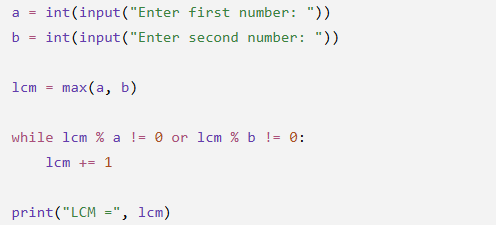 a = int(input("Enter first number: "))
b = int(input("Enter second number: "))
lcm = max(a, b)
while lcm % a != 0 or lcm % b != 0:
    lcm += 1
print("LCM =", lcm)